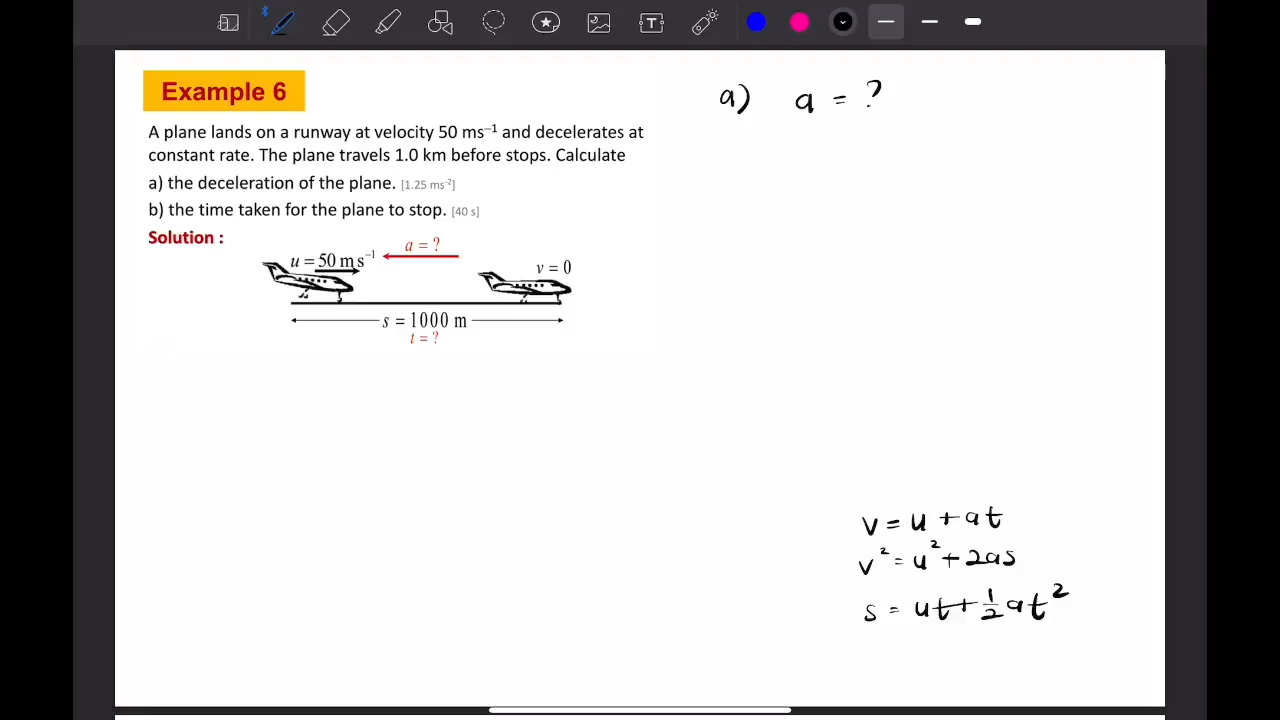 Example 6
A plane lands on a runway at velocity 50 ms⁻¹ and decelerates at
constant rate. The plane travels 1.0 km before stops. Calculate
a) the deceleration of the plane. [1.25 ms⁻²]
b) the time taken for the plane to stop. [40 s]
Solution :
a = ?
u = 50 m s⁻¹
v = 0
s = 1000 m
t = ?
a) a = ?
v = u + at
v² = u² + 2as
s = ut + ½at²
T